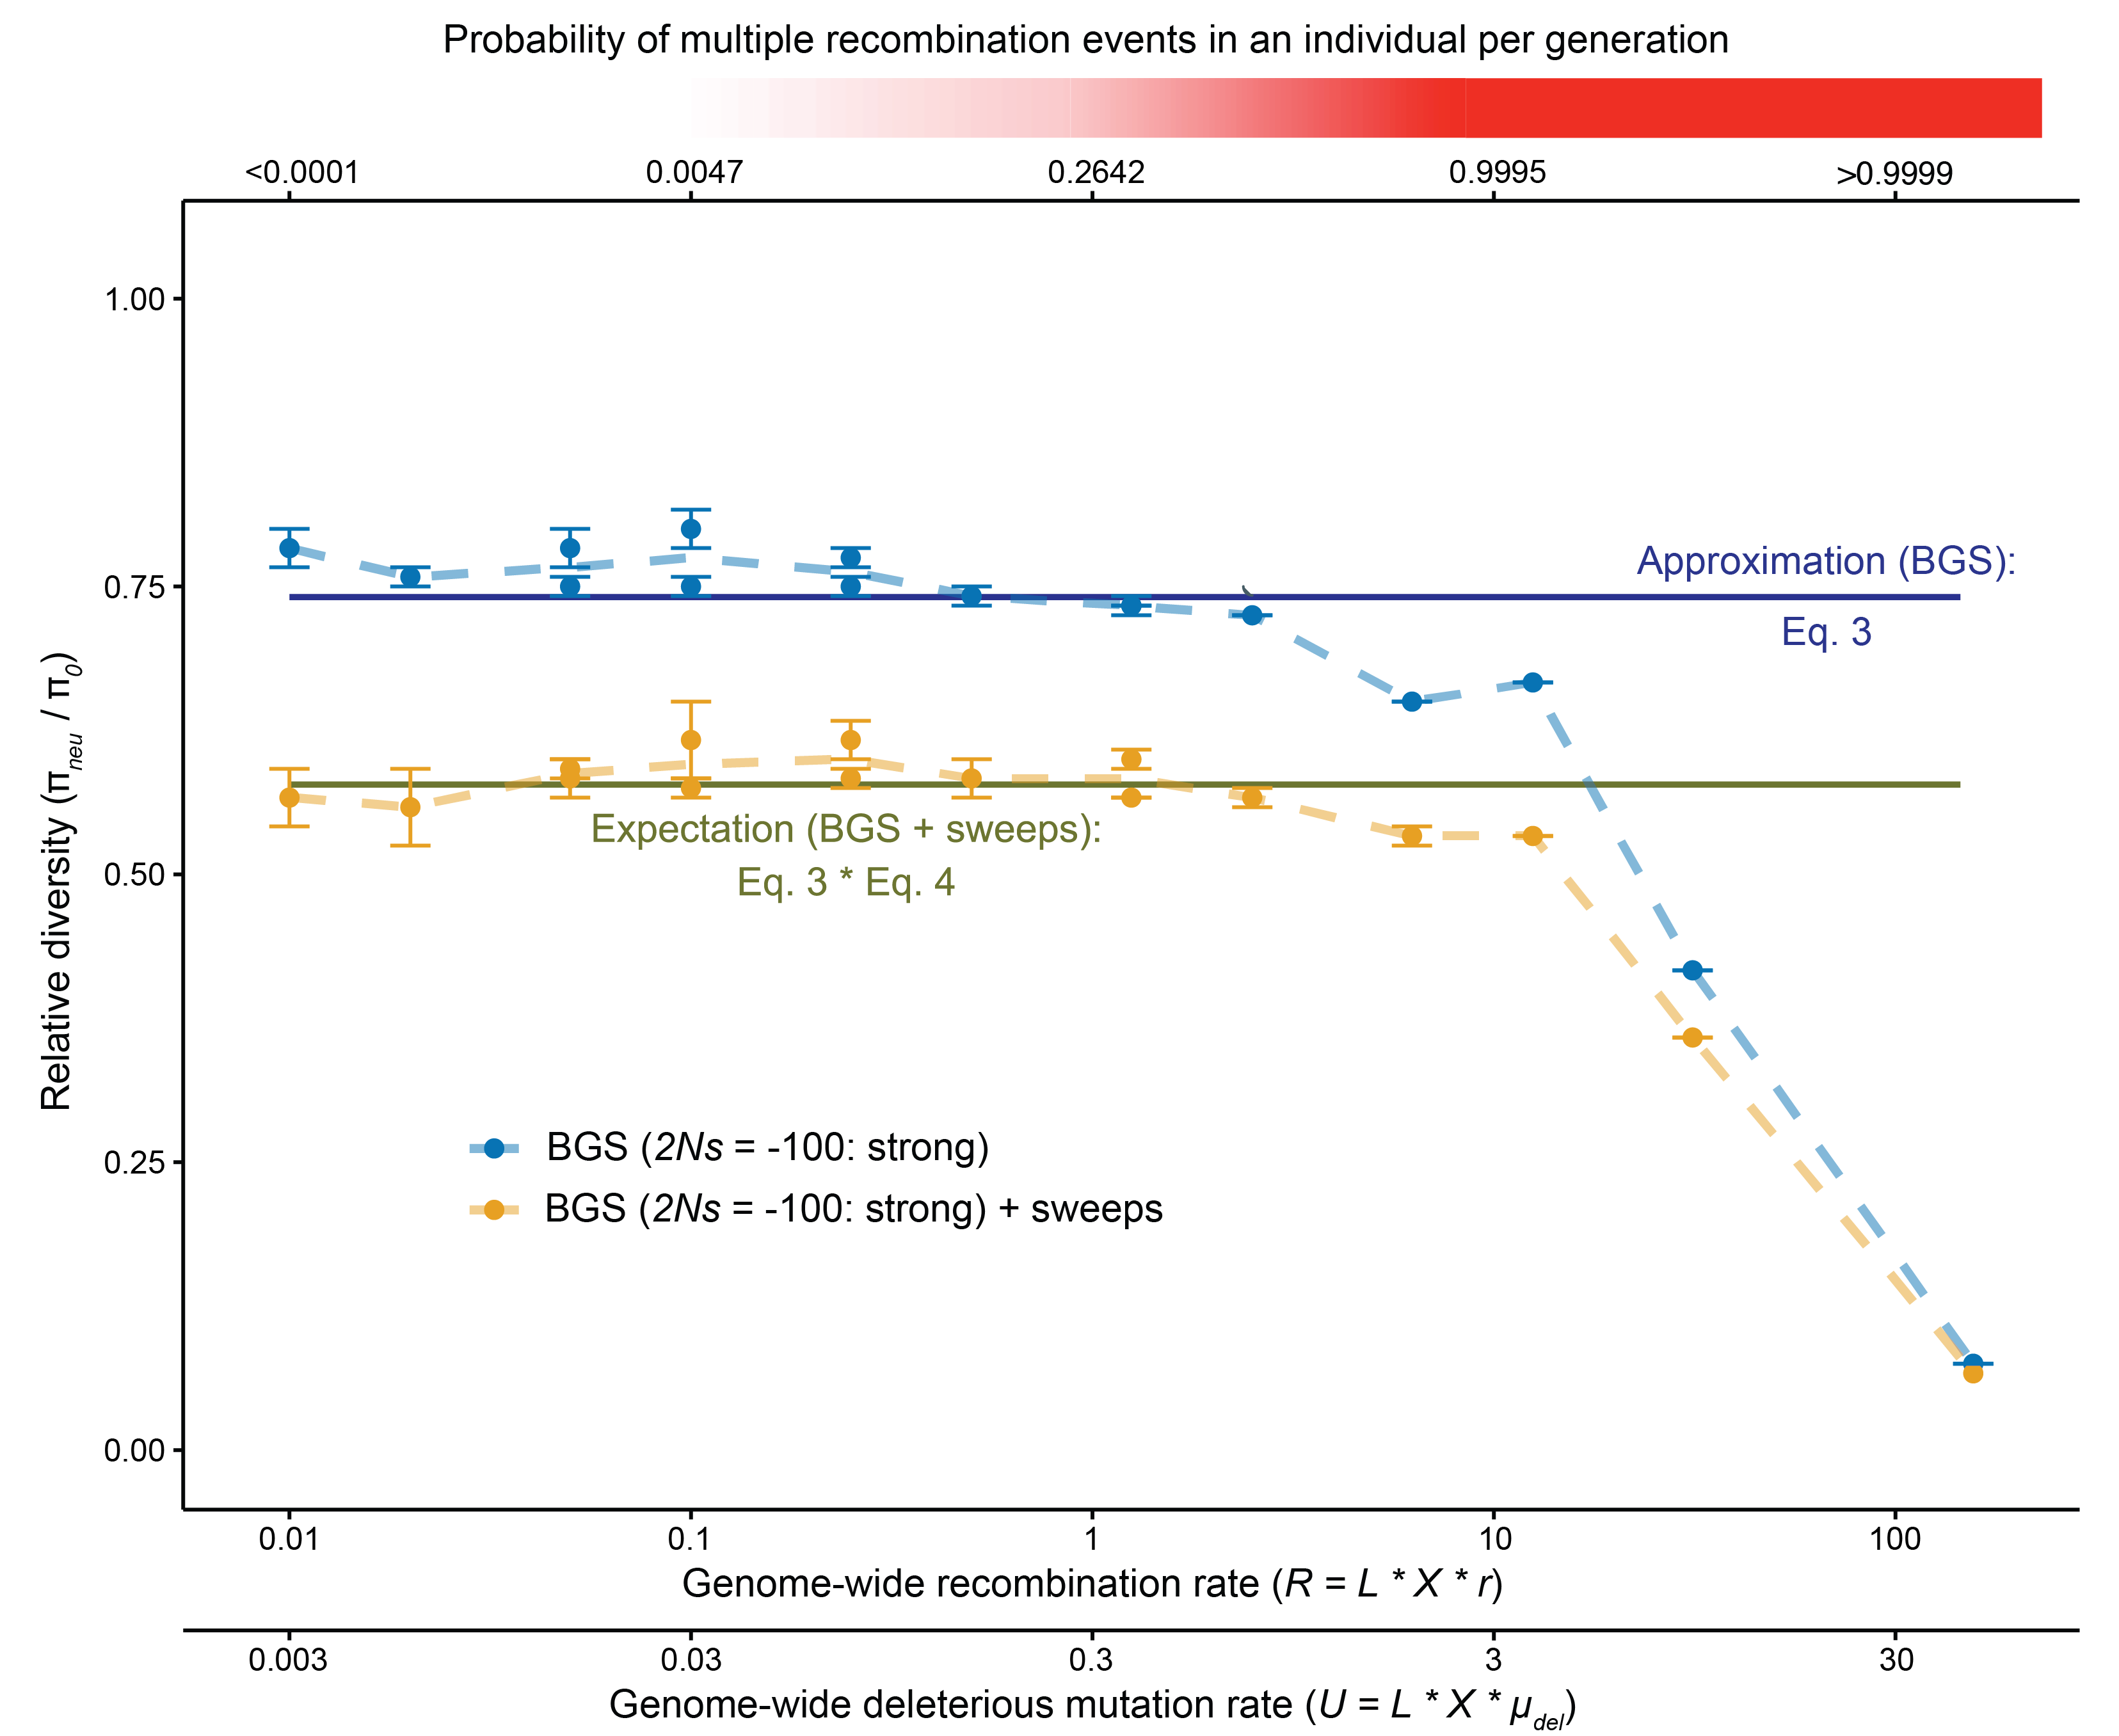 Probability of multiple recombination events in an individual per generation
<0.0001 0.0047 0.2642 0.9995 >0.9999
1.00
0.75
0.50
0.25
0.00
Relative diversity (π_neu / π_0)
Approximation (BGS):
Eq. 3
Expectation (BGS + sweeps):
Eq. 3 * Eq. 4
BGS (2Ns = -100: strong)
BGS (2Ns = -100: strong) + sweeps
0.01 0.1 1 10 100
Genome-wide recombination rate (R = L * X * r)
0.003 0.03 0.3 3 30
Genome-wide deleterious mutation rate (U = L * X * μ_del)